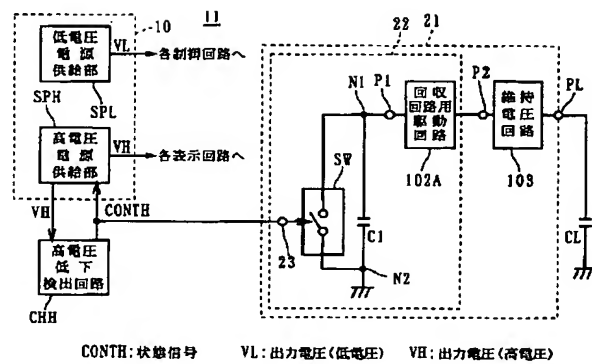 11
10
低電圧
電源
供給部
VL
各制御回路へ
SPL
SPH
高電圧
電源
供給部
VH
各表示回路へ
VH
CONTH
高電圧
低下
検出回路
CHH
21
22
N1
P1
回収
回路用
駆動
回路
102A
P2
維持
電圧
回路
103
PL
SW
23
C1
N2
CL
CONTH:状態信号 VL:出力電圧(低電圧) VH:出力電圧(高電圧)